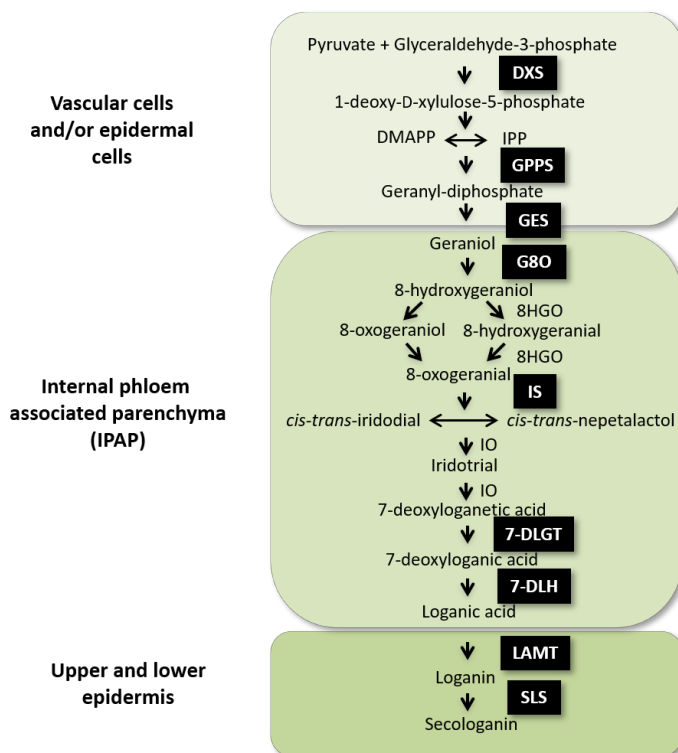 Pyruvate + Glyceraldehyde-3-phosphate
DXS
Vascular cells
and/or epidermal
cells
1-deoxy-D-xylulose-5-phosphate
DMAPP IPP
GPPS
Geranyl-diphosphate
GES
Geraniol
G8O
8-hydroxygeraniol
8HGO
8-oxogeraniol 8-hydroxygeranial
8HGO
8-oxogeranial
IS
Internal phloem
associated parenchyma
(IPAP)
cis-trans-iridodial cis-trans-nepetalactol
IO
Iridotrial
IO
7-deoxyloganetic acid
7-DLGT
7-deoxyloganic acid
7-DLH
Loganic acid
Upper and lower
epidermis
LAMT
Loganin
SLS
Secologanin